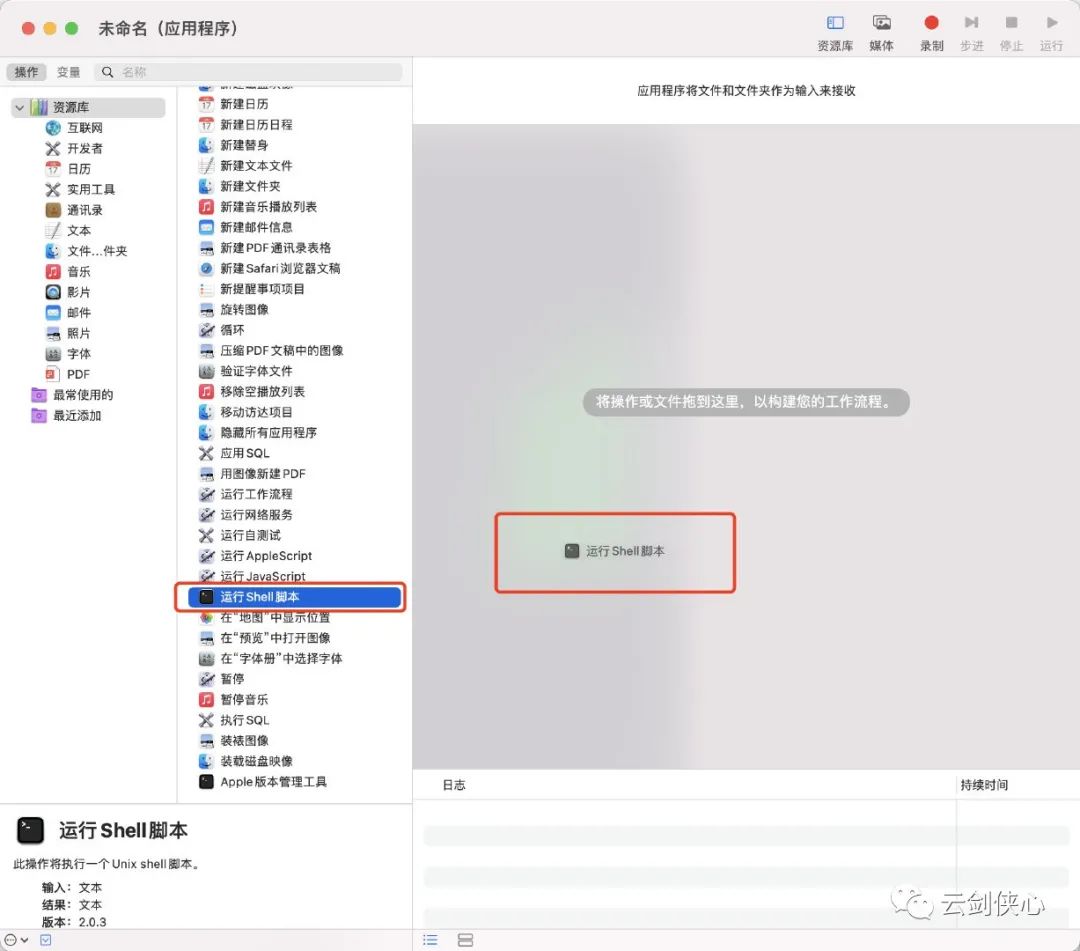 未命名（应用程序）
资源库
媒体
录制
步进
停止
运行
操作
变量
名称
应用程序将文件和文件夹作为输入来接收
资源库
互联网
开发者
日历
实用工具
通讯录
文本
文件…件夹
音乐
影片
邮件
照片
字体
PDF
最常使用的
最近添加
新建日历
新建日历日程
新建替身
新建文本文件
新建文件夹
新建音乐播放列表
新建邮件信息
新建PDF通讯录表格
新建Safari浏览器文稿
新提醒事项项目
旋转图像
循环
压缩PDF文稿中的图像
验证字体文件
移除空播放列表
移动访达项目
隐藏所有应用程序
应用SQL
用图像新建PDF
运行工作流程
运行网络服务
运行自测试
运行AppleScript
运行JavaScript
运行Shell脚本
在“地图”中显示位置
在“预览”中打开图像
在“字体册”中选择字体
暂停
暂停音乐
执行SQL
装裱图像
装载磁盘映像
Apple版本管理工具
将操作或文件拖到这里，以构建您的工作流程。
运行Shell脚本
日志
持续时间
运行Shell脚本
此操作将执行一个Unix shell脚本。
输入：文本
结果：文本
版本：2.0.3
云剑侠心